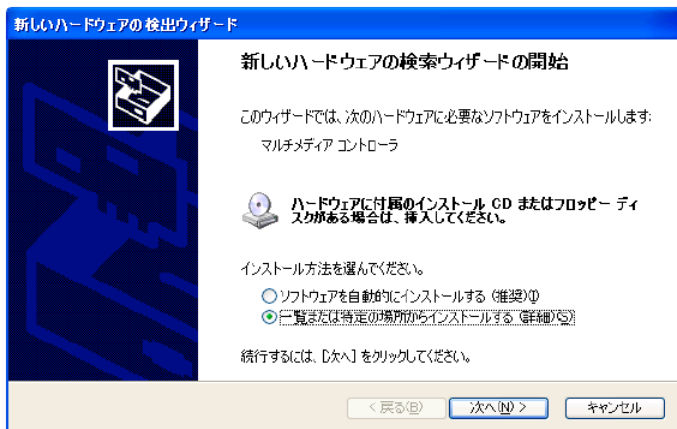 新しいハードウェアの検出ウィザード
新しいハードウェアの検索ウィザードの開始
このウィザードでは、次のハードウェアに必要なソフトウェアをインストールします:
マルチメディア コントローラ
ハードウェアに付属のインストール CD またはフロッピー ディ
スクがある場合は、挿入してください。
インストール方法を選んでください。
ソフトウェアを自動的にインストールする (推奨)(I)
一覧または特定の場所からインストールする (詳細)(S)
続行するには、[次へ] をクリックしてください。
< 戻る(B)
次へ(N) >
キャンセル